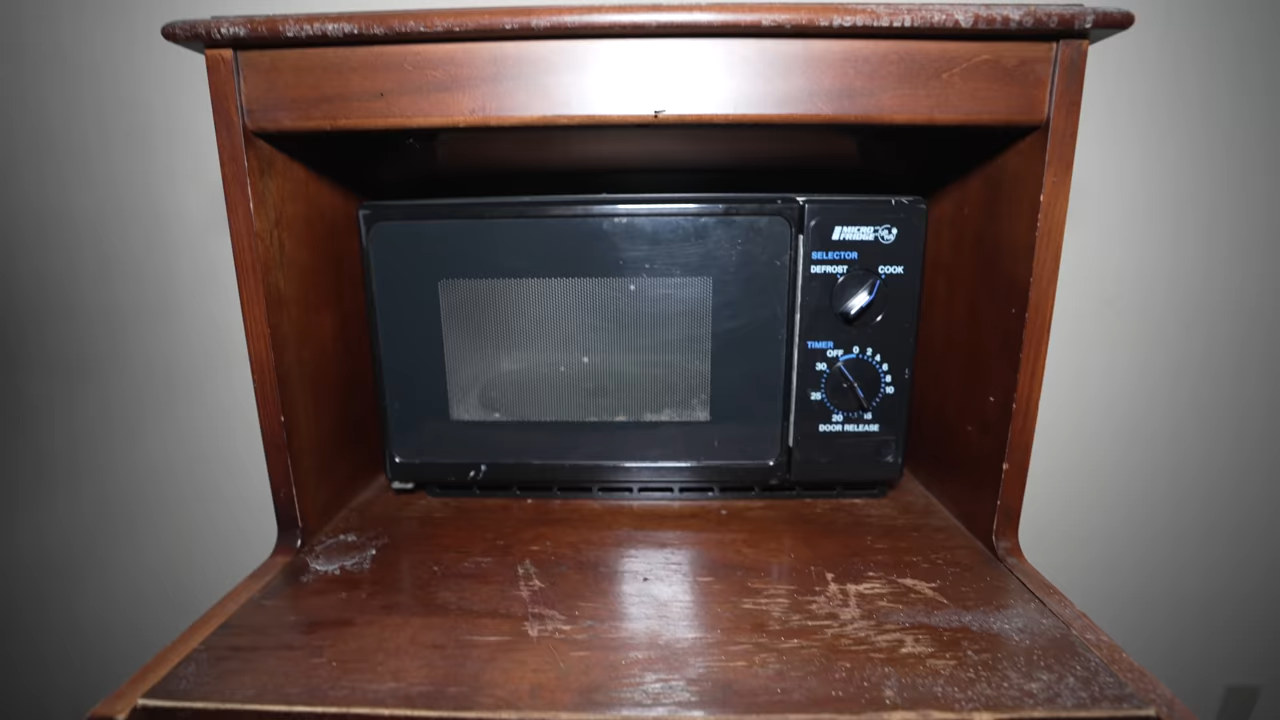 MICRO
FRIDGE
SELECTOR
DEFROST COOK
TIMER
OFF 0 2 4 6 8 10 15 20 25 30
DOOR RELEASE